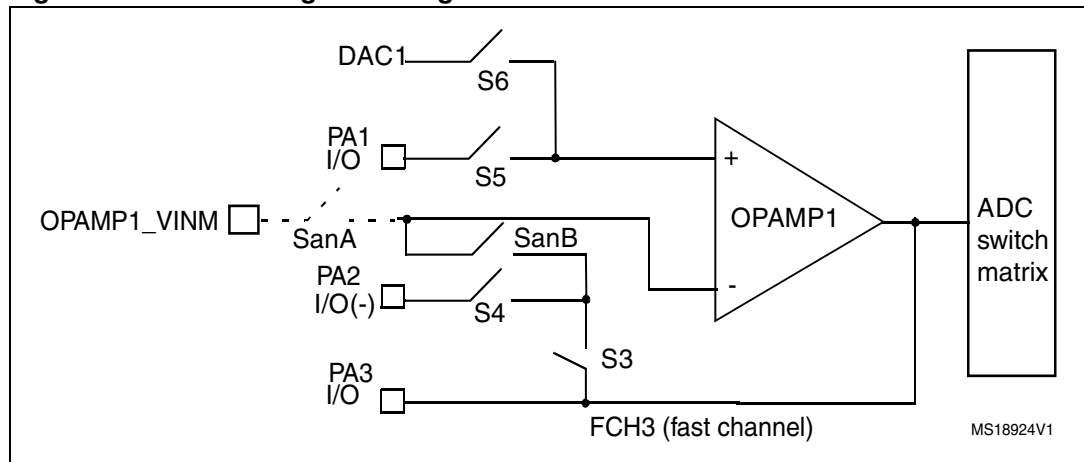 DAC1
S6
PA1
I/O
S5
+
OPAMP1
ADC
switch
matrix
OPAMP1_VINM
SanA
SanB
PA2
I/O(-)
S4
-
S3
PA3
I/O
FCH3 (fast channel)
MS18924V1